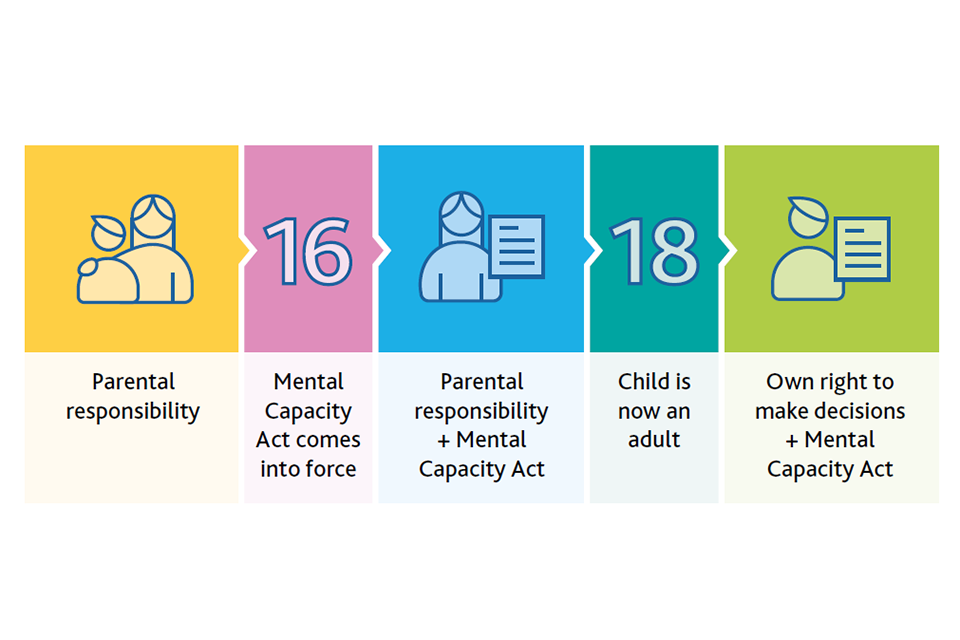 16
18
Parental
responsibility
Mental
Capacity
Act comes
into force
Parental
responsibility
+ Mental
Capacity Act
Child is
now an
adult
Own right to
make decisions
+ Mental
Capacity Act